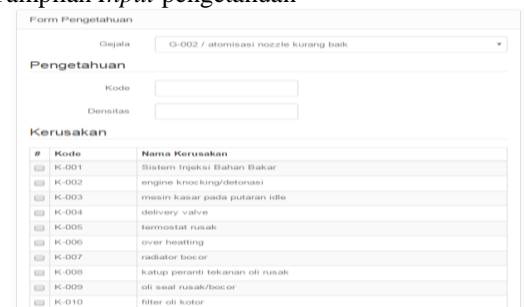 Tampilan Input pengetahuan
Form Pengetahuan
Gejala G-002 / atomisasi nozzle kurang baik
Pengetahuan
Kode
Densitas
Kerusakan
# Kode Nama Kerusakan
K-001 Sistem Injeksi Bahan Bakar
K-002 engine knocking/detonasi
K-003 mesin kasar pada putaran idle
K-004 delivery valve
K-005 termostat rusak
K-006 over heatting
K-007 radiator bocor
K-008 katup peranti tekanan oli rusak
K-009 oli seal rusak/bocor
K-010 filter oli kotor